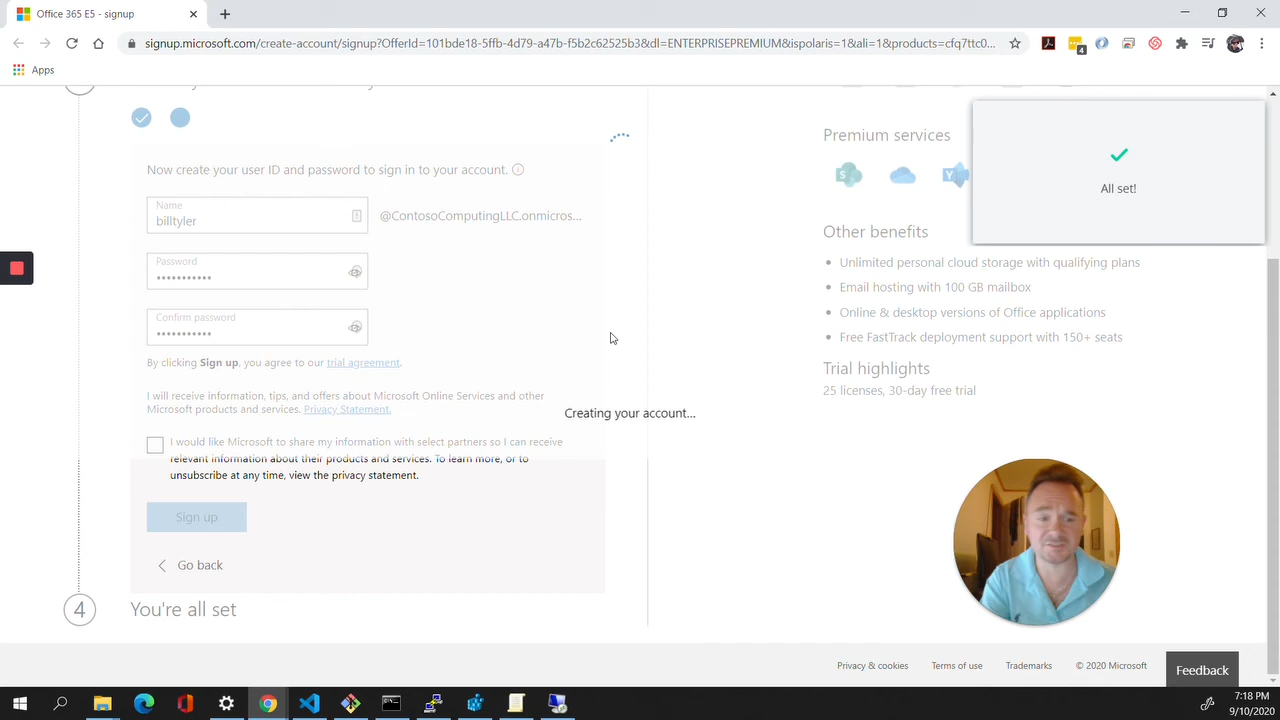 Office 365 E5 - signup
signup.microsoft.com/create-account/signup?OfferId=101bde18-5ffb-4d79-a47b-f5b2c62525b3&dl=ENTERPRISEPREMIUM&ispolaris=1&ali=1&products=cfq7ttc0...
4
Apps
Now create your user ID and password to sign in to your account.
Name
billtyler
@ContosoComputingLLC.onmicros...
Password
Confirm password
By clicking Sign up, you agree to our trial agreement.
I will receive information, tips, and offers about Microsoft Online Services and other
Microsoft products and services. Privacy Statement.
I would like Microsoft to share my information with select partners so I can receive
relevant information about their products and services. To learn more, or to
unsubscribe at any time, view the privacy statement.
Sign up
Go back
4
You're all set
Creating your account...
Premium services
Other benefits
Unlimited personal cloud storage with qualifying plans
Email hosting with 100 GB mailbox
Online & desktop versions of Office applications
Free FastTrack deployment support with 150+ seats
Trial highlights
25 licenses, 30-day free trial
All set!
Privacy & cookies
Terms of use
Trademarks
© 2020 Microsoft
Feedback
7:18 PM
9/10/2020